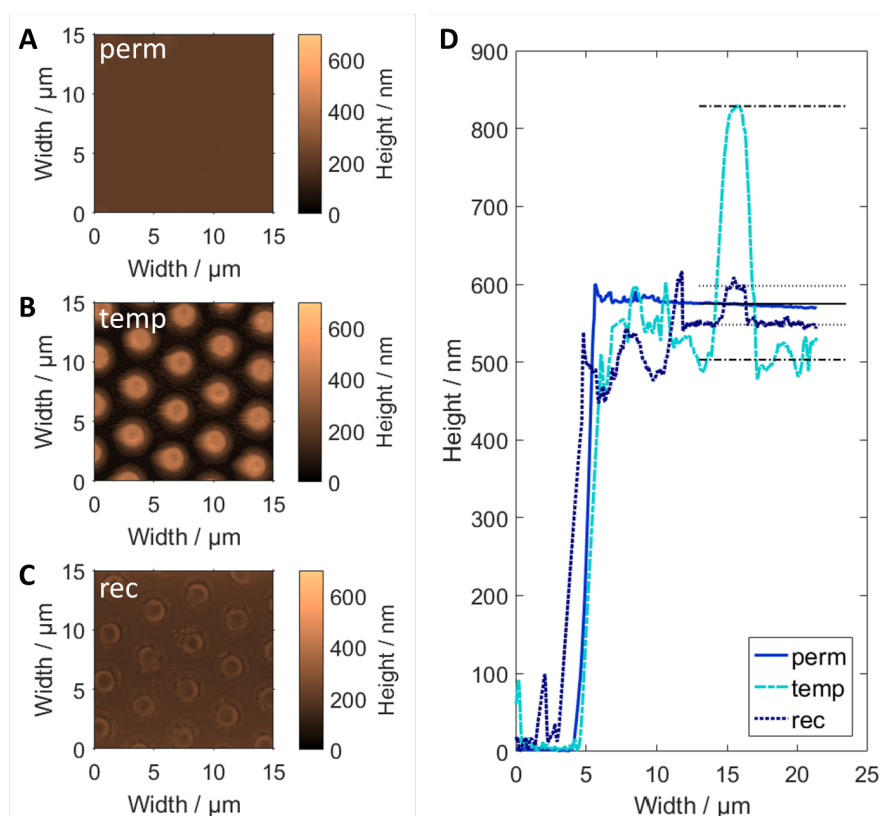 A
perm
15
10
5
0
Width / µm
0 5 10 15
Width / µm
600
400
200
0
Height / nm
B
temp
15
10
5
0
Width / µm
0 5 10 15
Width / µm
600
400
200
0
Height / nm
C
rec
15
10
5
0
Width / µm
0 5 10 15
Width / µm
600
400
200
0
Height / nm
D
900
800
700
600
500
400
300
200
100
0
Height / nm
perm
temp
rec
0 5 10 15 20 25
Width / µm